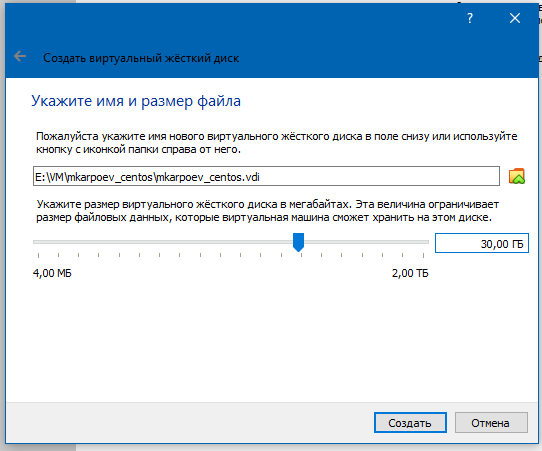 ?
Создать виртуальный жёсткий диск
Укажите имя и размер файла
Пожалуйста укажите имя нового виртуального жёсткого диска в поле снизу или используйте
кнопку с иконкой папки справа от него.
E:\VM\mkarpoev_centos\mkarpoev_centos.vdi
Укажите размер виртуального жёсткого диска в мегабайтах. Эта величина ограничивает
размер файловых данных, которые виртуальная машина сможет хранить на этом диске.
30,00 ГБ
4,00 МБ
2,00 ТБ
Создать
Отмена